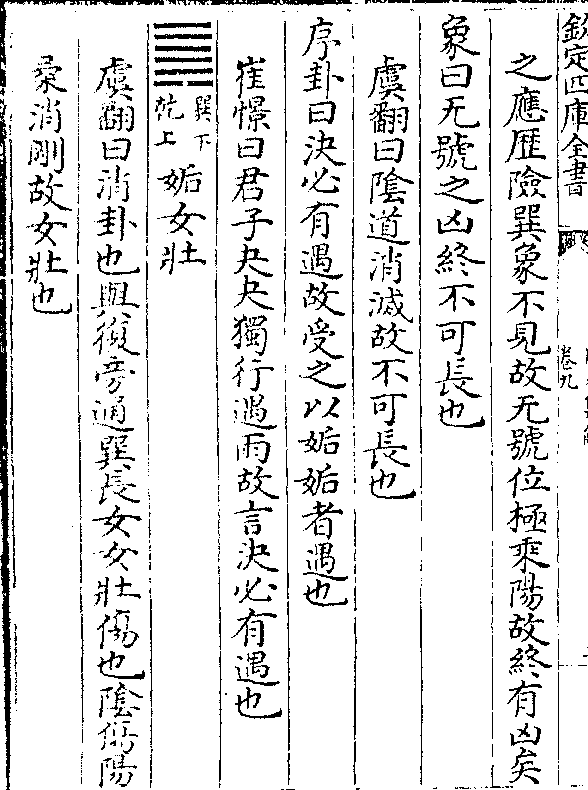 欽定四庫全書
卷九
之應歴險巽象不見故无號位極乘陽故終有凶矣
象曰无號之凶終不可長也
虞翻曰陰道消滅故不可長也
序卦曰決必有遇故受之以姤姤者遇也
崔憬曰君子夬夬獨行遇雨故言決必有遇也
䷫
巽下
乾上
姤女壯
虞翻曰消卦也與復旁通巽長女女壯傷也陰傷陽
柔消剛故女壯也